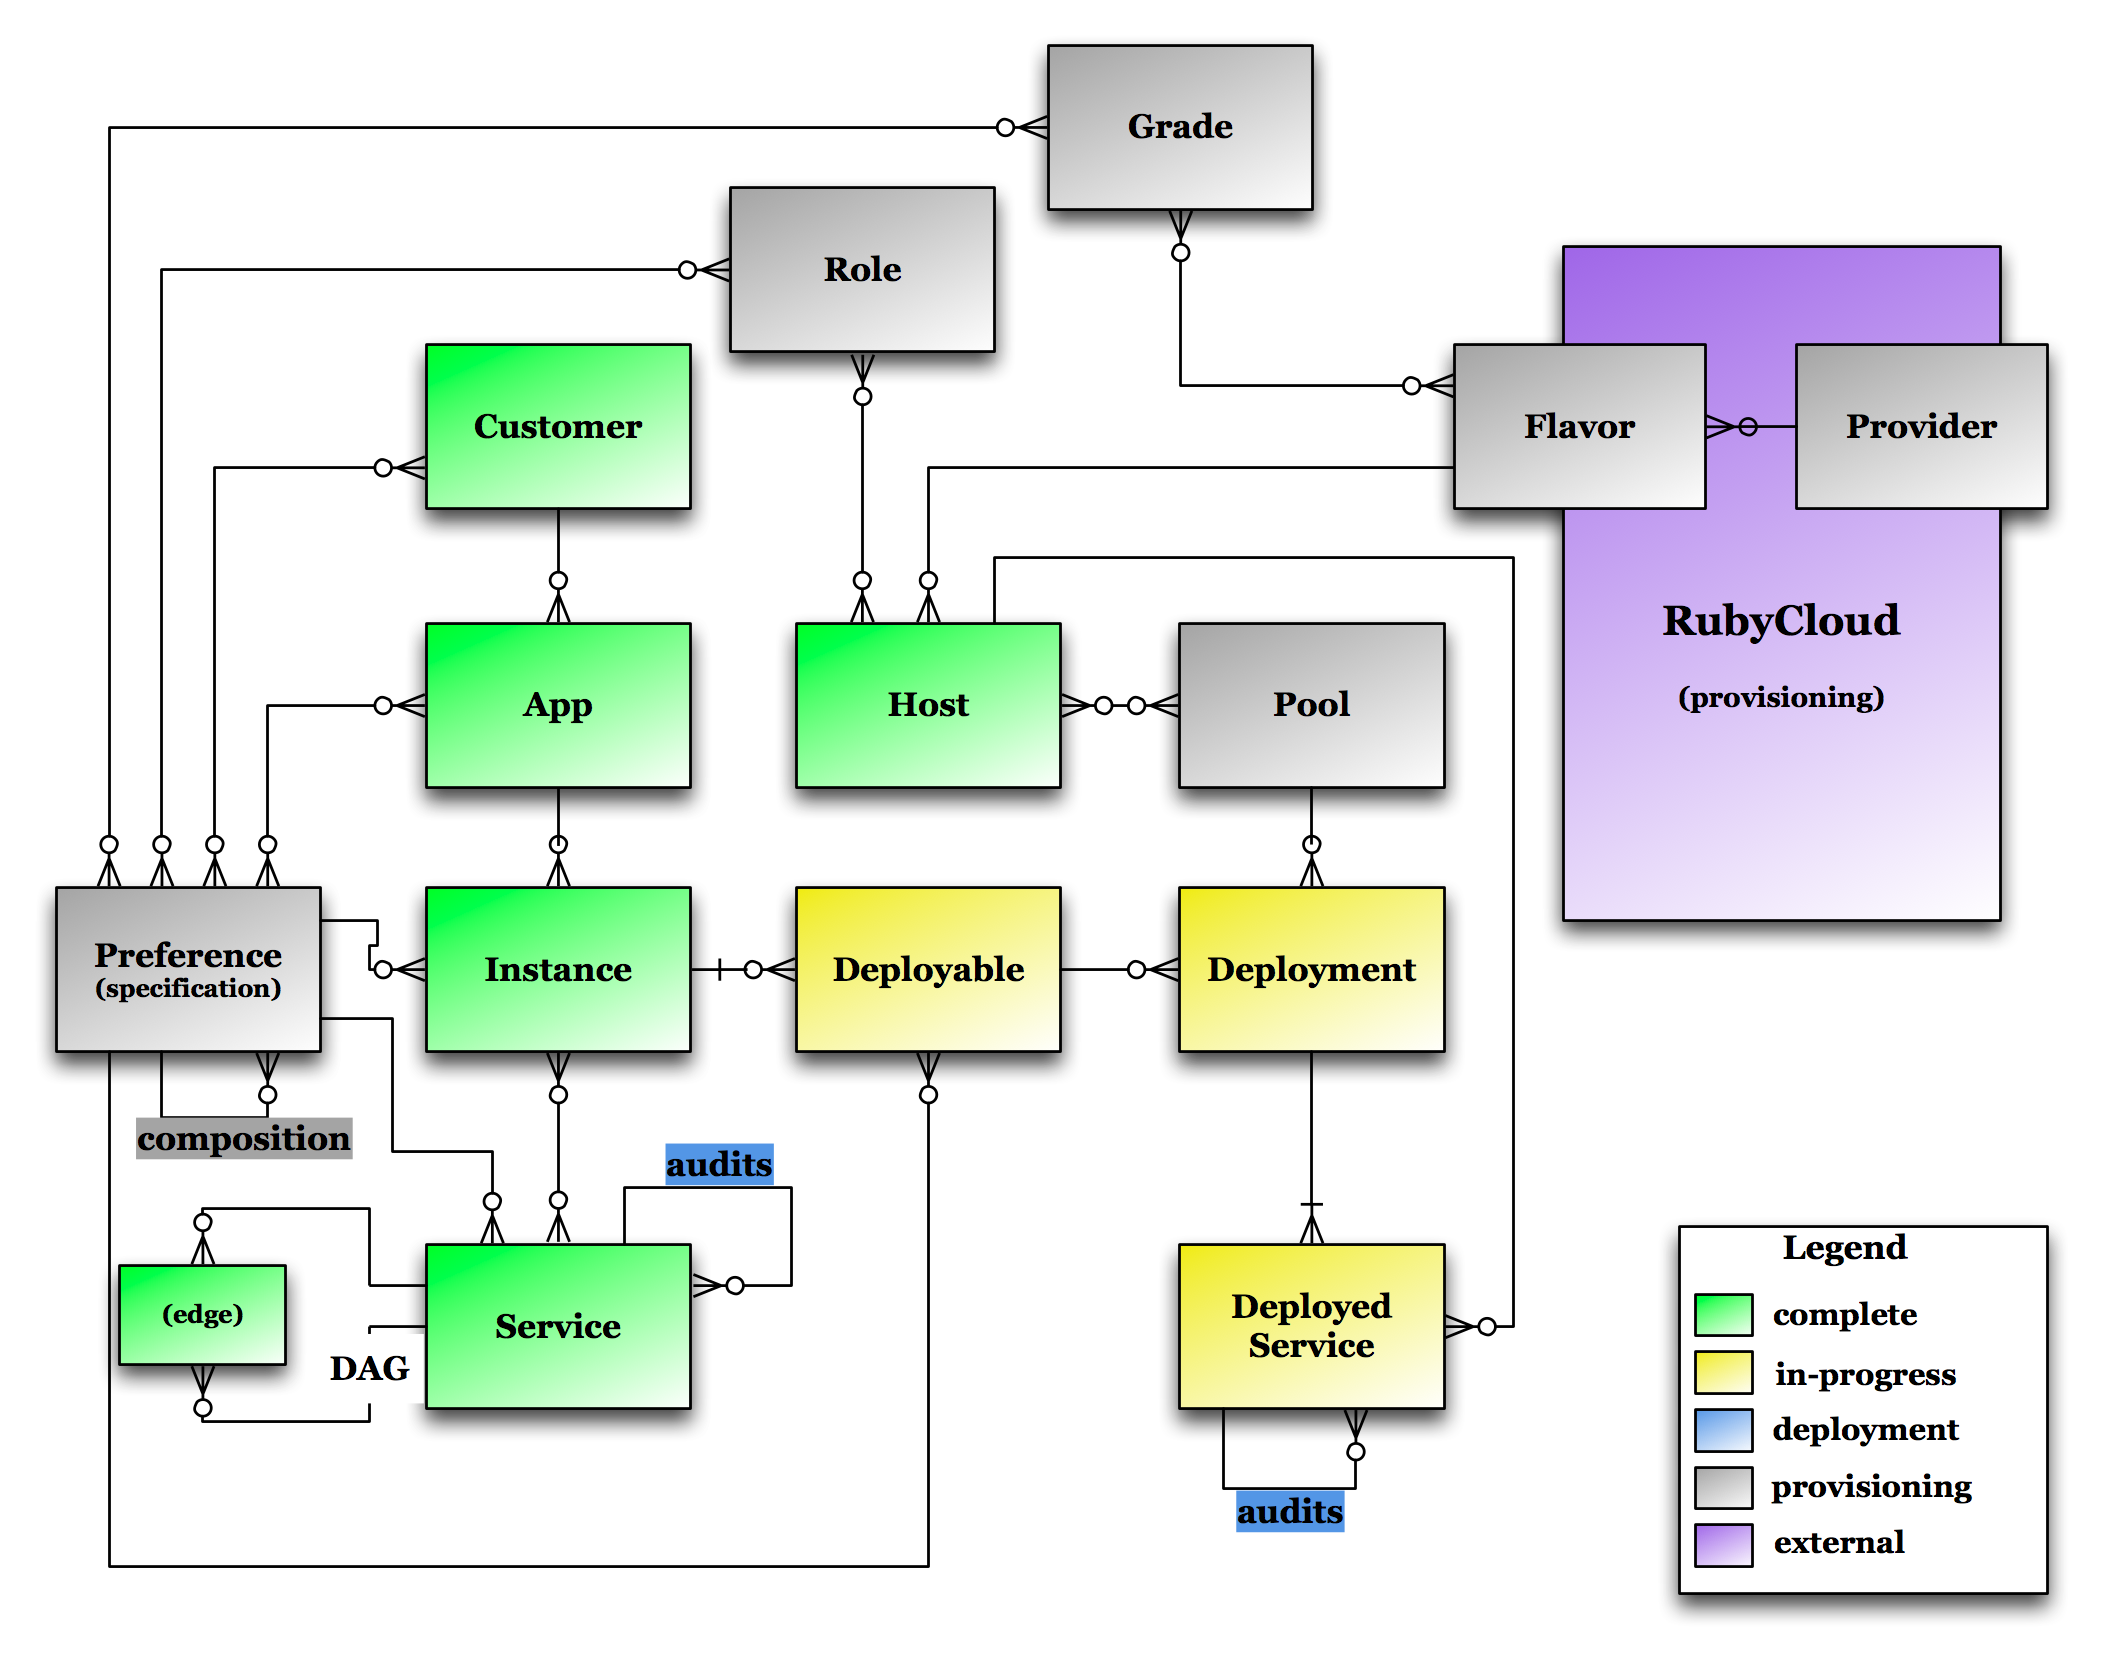 Grade
Role
Customer
Flavor
Provider
RubyCloud
(provisioning)
App
Host
Pool
Preference
(specification)
Instance
Deployable
Deployment
composition
audits
(edge)
DAG
Service
Deployed
Service
audits
Legend
complete
in-progress
deployment
provisioning
external